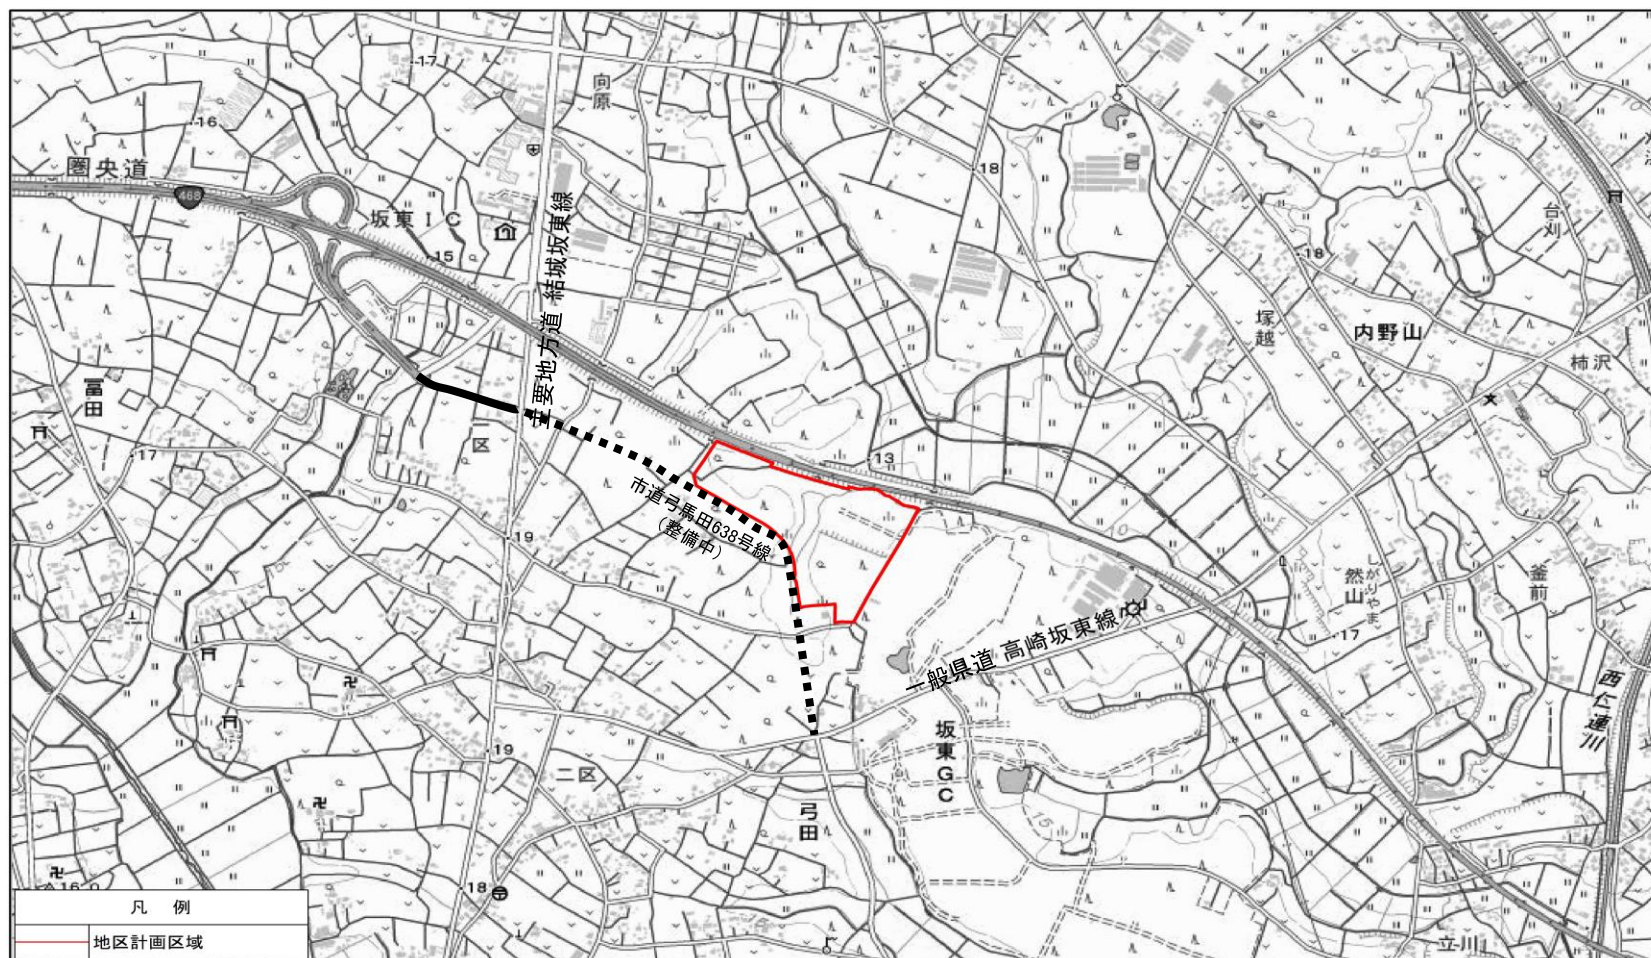 17
向原
16
圏央道
468
坂東IC
15
主要地方道 結城坂東線
18
15
台刈
18
塚越
内野山
柿沢
冨田
二区
17
13
市道弓馬田638号線
(整備中)
19
然山
しがりやま
釜前
17
一般県道 高崎坂東線
西仁連川
19
二区
坂東GC
弓田
15
16
18
立川
凡 例
地区計画区域